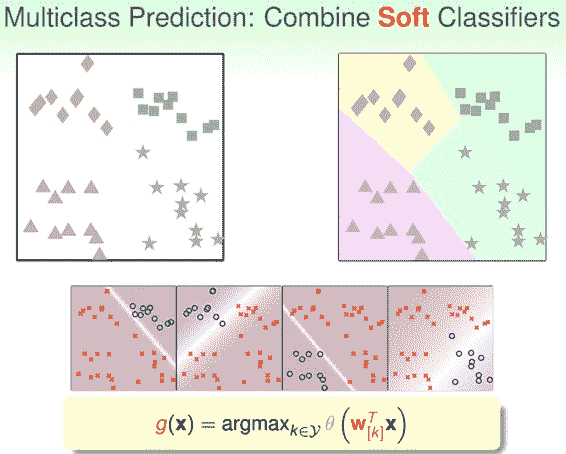 Multiclass Prediction: Combine Soft Classifiers
g(x) = argmax_{k∈𝒴} θ (w_{[k]}^T x)